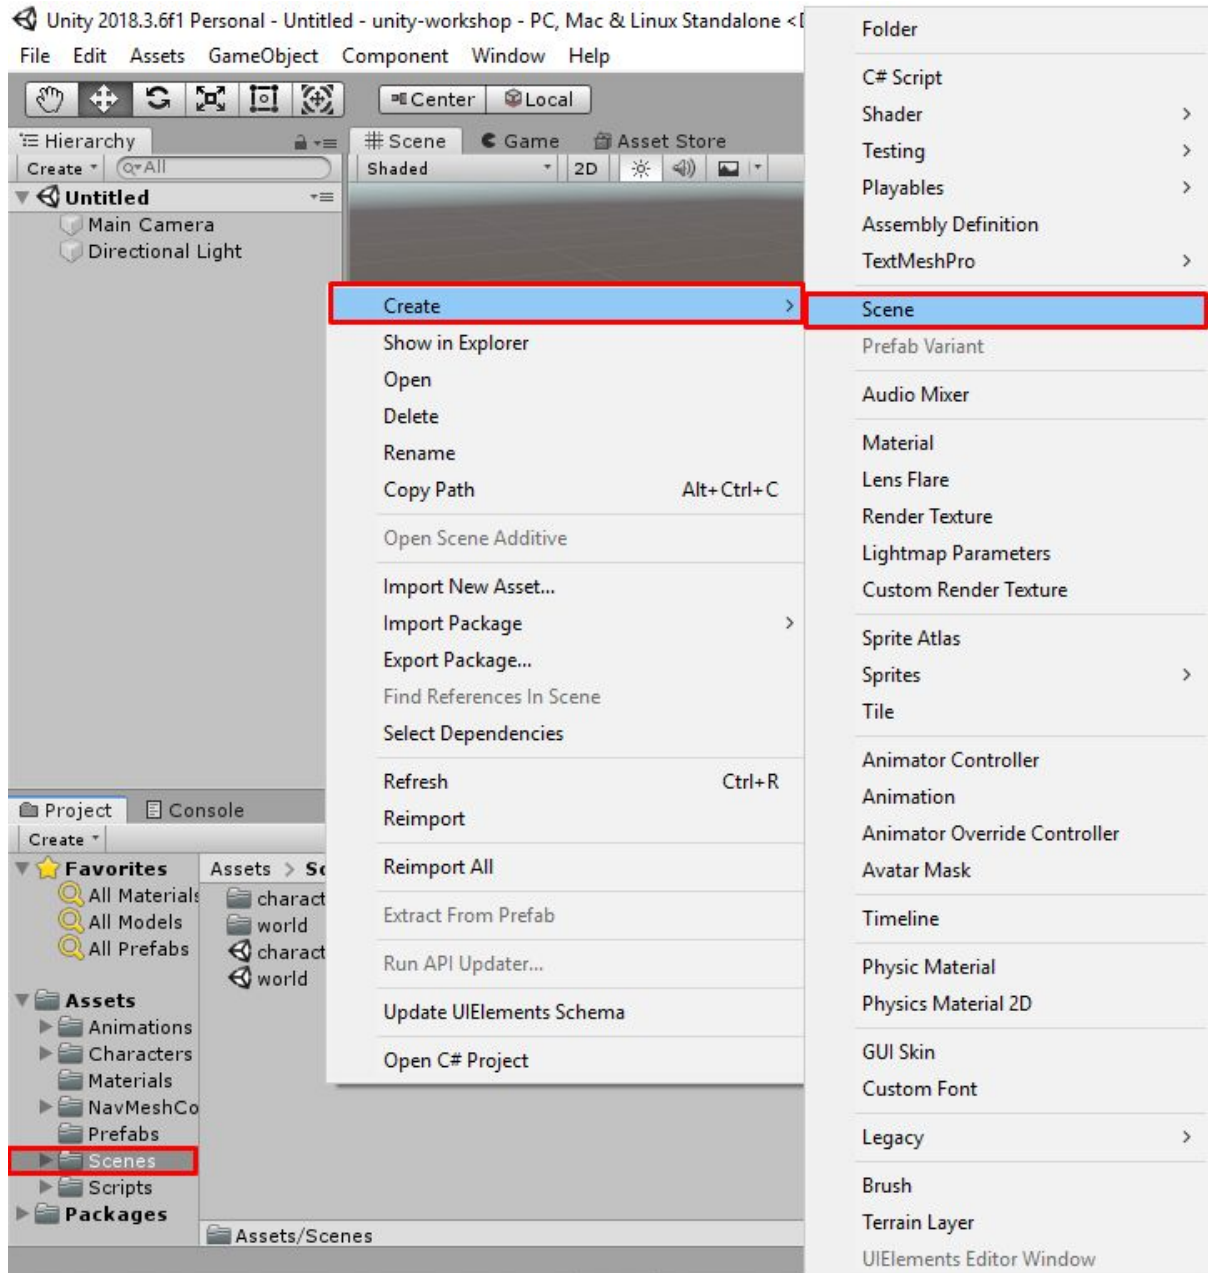 Unity 2018.3.6f1 Personal - Untitled - unity-workshop - PC, Mac & Linux Standalone <
File Edit Assets GameObject Component Window Help
Center Local
Hierarchy
Create All
Untitled
Main Camera
Directional Light
Scene Game Asset Store
Shaded 2D
Create
Show in Explorer
Open
Delete
Rename
Copy Path Alt+Ctrl+C
Open Scene Additive
Import New Asset...
Import Package
Export Package...
Find References In Scene
Select Dependencies
Refresh Ctrl+R
Reimport
Reimport All
Extract From Prefab
Run API Updater...
Update UIElements Schema
Open C# Project
Folder
C# Script
Shader
Testing
Playables
Assembly Definition
TextMeshPro
Scene
Prefab Variant
Audio Mixer
Material
Lens Flare
Render Texture
Lightmap Parameters
Custom Render Texture
Sprite Atlas
Sprites
Tile
Animator Controller
Animation
Animator Override Controller
Avatar Mask
Timeline
Physic Material
Physics Material 2D
GUI Skin
Custom Font
Legacy
Brush
Terrain Layer
UIElements Editor Window
Project Console
Create
Favorites
All Materials
All Models
All Prefabs
Assets
Animations
Characters
Materials
NavMeshCo
Prefabs
Scenes
Scripts
Packages
Assets > Sc
charact
world
charact
world
Assets/Scenes